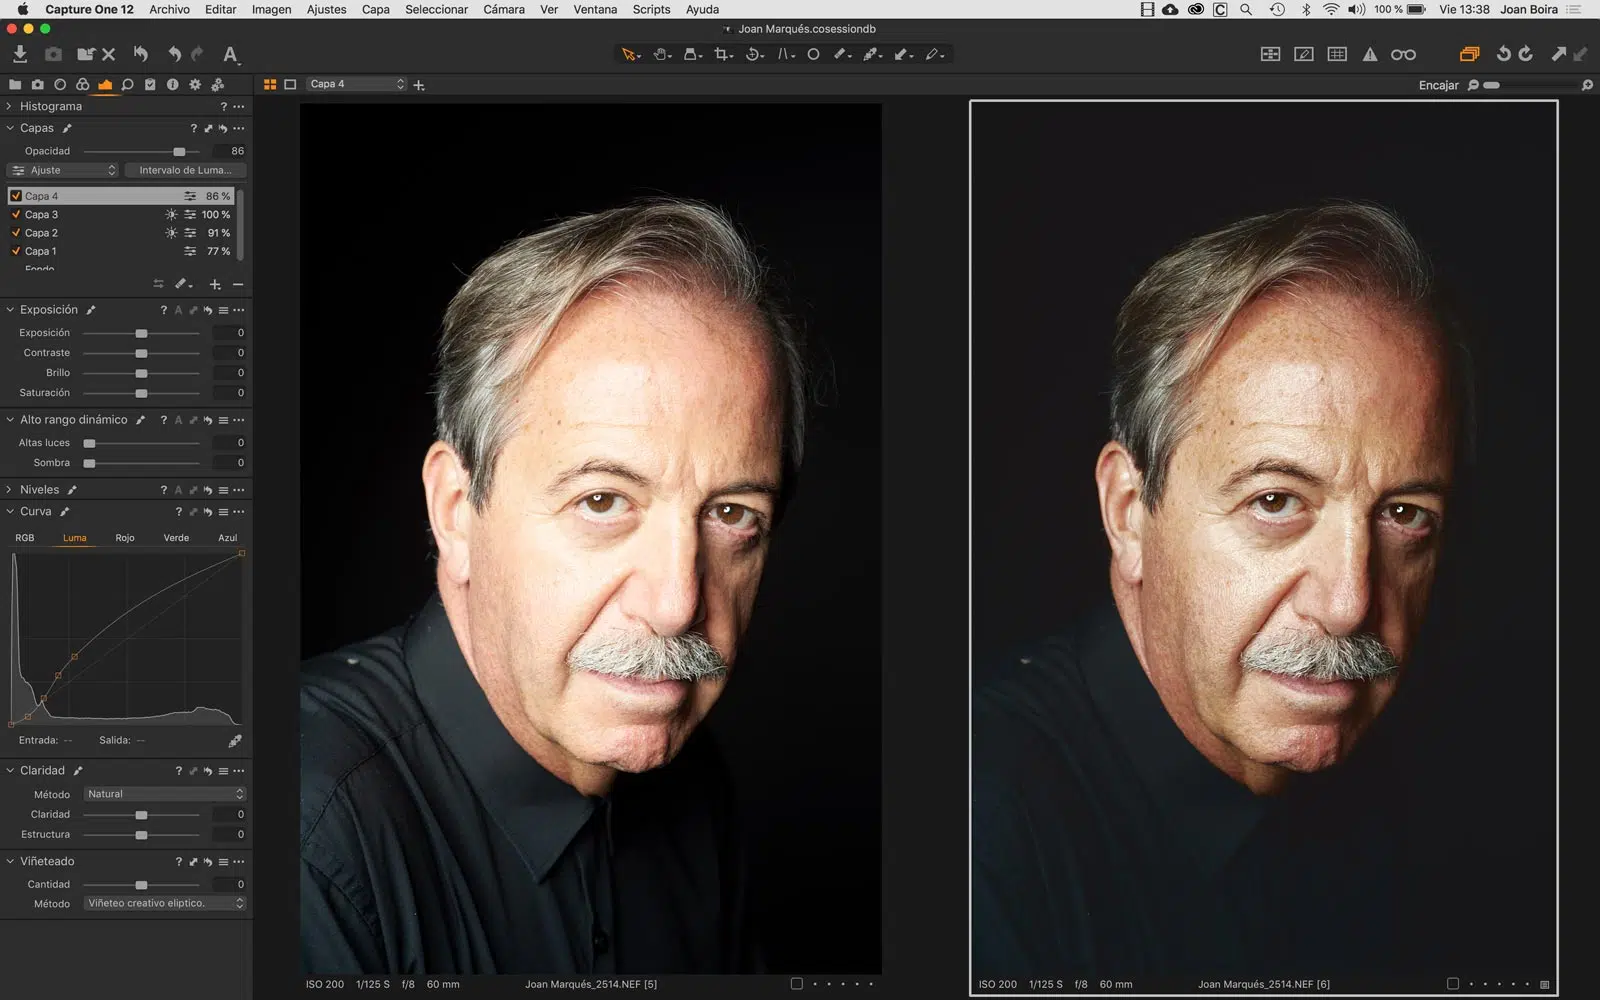 Capture One 12 Archivo Editar Imagen Ajustes Capa Seleccionar Cámara Ver Ventana Scripts Ayuda 100 % Vie 13:38 Joan Boira
Joan Marqués.cosessiondb
Capa 4
Encajar
Histograma
Capas
Opacidad 86
Ajuste Intervalo de Luma...
Capa 4 86 %
Capa 3 100 %
Capa 2 91 %
Capa 1 77 %
Fondo
Exposición
Exposición 0
Contraste 0
Brillo 0
Saturación 0
Alto rango dinámico
Altas luces 0
Sombra 0
Niveles
Curva
RGB Luma Rojo Verde Azul
Entrada: -- Salida: --
Claridad
Método Natural
Claridad 0
Estructura 0
Viñeteado
Cantidad 0
Método Viñeteo creativo eliptico.
ISO 200 1/125 S f/8 60 mm Joan Marqués_2514.NEF [5]
ISO 200 1/125 S f/8 60 mm Joan Marqués_2514.NEF [6]